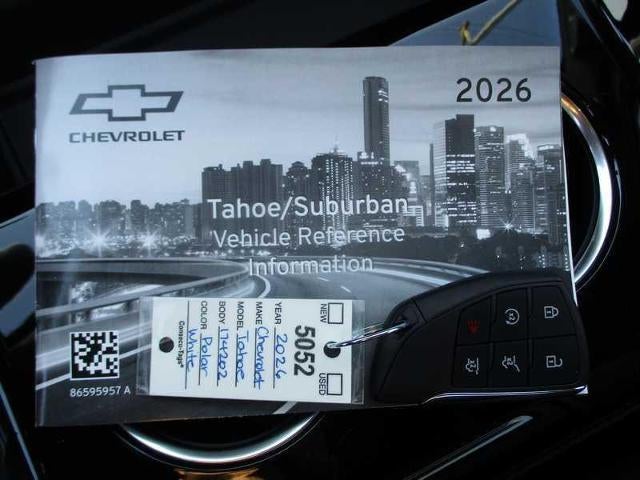 CHEVROLET
2026
Tahoe/Suburban
Vehicle Reference
Information
86595957 A
NEW
USED
5052
YEAR 2026
MAKE Chevrolet
MODEL Tahoe
BODY 174202
COLOR Polar
White